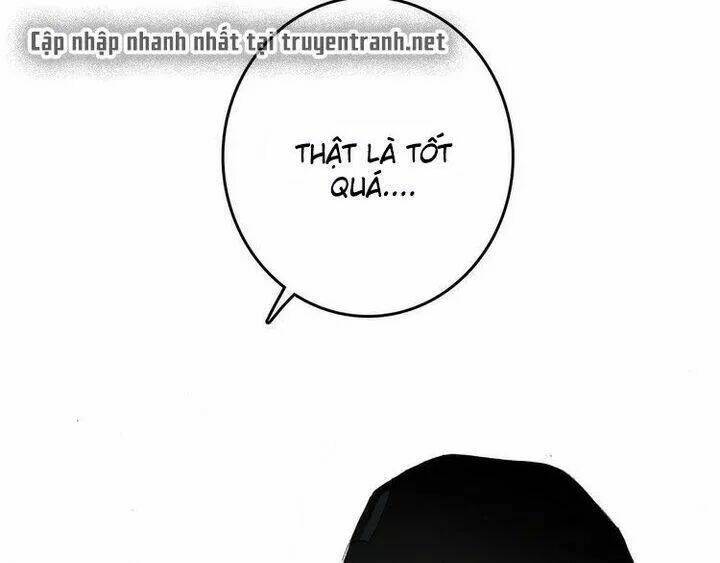 Cập nhập nhanh nhất tại truyentranh.net
THẬT LÀ TỐT
QUÁ....